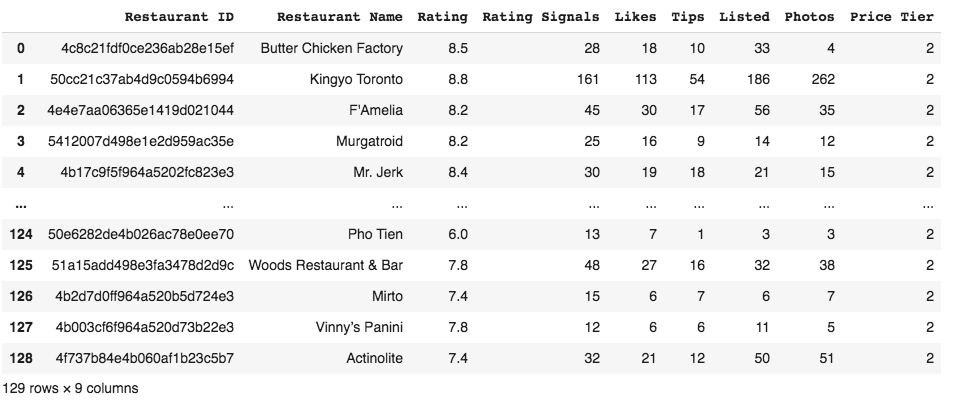 Restaurant ID Restaurant Name Rating Rating Signals Likes Tips Listed Photos Price Tier
0 4c8c21fdf0ce236ab28e15ef Butter Chicken Factory 8.5 28 18 10 33 4 2
1 50cc21c37ab4d9c0594b6994 Kingyo Toronto 8.8 161 113 54 186 262 2
2 4e4e7aa06365e1419d021044 F'Amelia 8.2 45 30 17 56 35 2
3 5412007d498e1e2d959ac35e Murgatroid 8.2 25 16 9 14 12 2
4 4b17c9f5f964a5202fc823e3 Mr. Jerk 8.4 30 19 18 21 15 2
... ... ... ... ... ... ... ... ... ...
124 50e6282de4b026ac78e0ee70 Pho Tien 6.0 13 7 1 3 3 2
125 51a15add498e3fa3478d2d9c Woods Restaurant & Bar 7.8 48 27 16 32 38 2
126 4b2d7d0ff964a520b5d724e3 Mirto 7.4 15 6 7 6 7 2
127 4b003cf6f964a520d73b22e3 Vinny’s Panini 7.8 12 6 6 11 5 2
128 4f737b84e4b060af1b23c5b7 Actinolite 7.4 32 21 12 50 51 2
129 rows × 9 columns